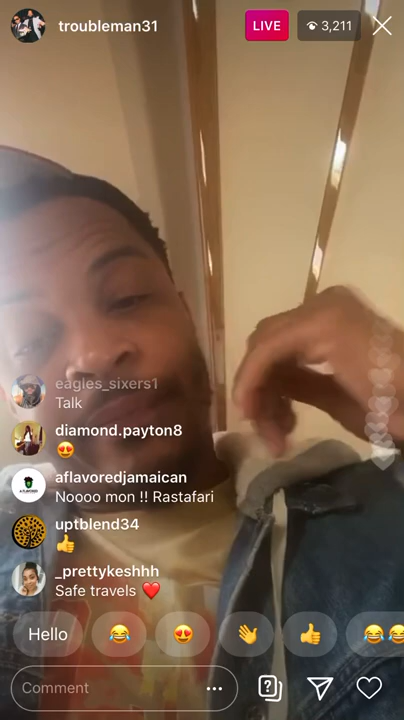 troubleman31
LIVE
3,211
eagles_sixers1
Talk
diamond.payton8
😍
aflavoredjamaican
Noooo mon !! Rastafari
uptblend34
👍
_prettykeshhh
Safe travels ❤️
Hello 😂 😍 👋 👍 😂😂
Comment